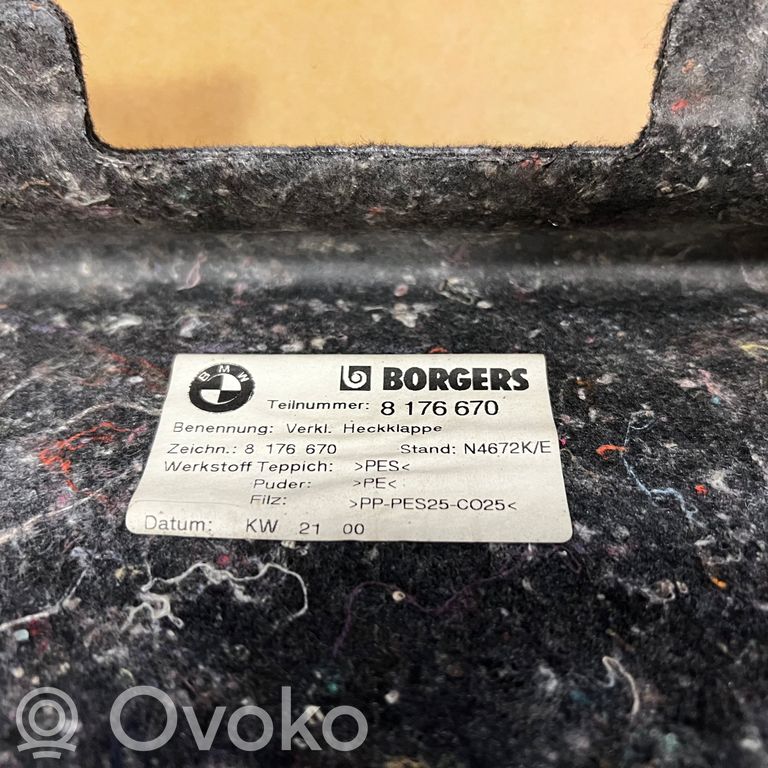 BMW BORGERS
Teilnummer: 8 176 670
Benennung: Verkl. Heckklappe
Zeichn.: 8 176 670 Stand: N4672K/E
Werkstoff Teppich: >PES<
Puder: >PE<
Filz: >PP-PES25-CO25<
Datum: KW 21 00
Ovoko